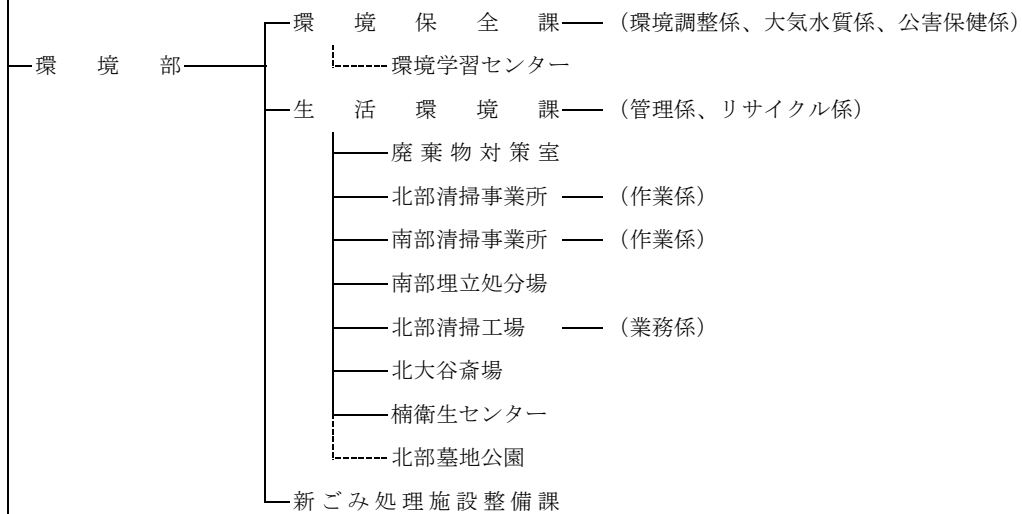 環境保全課 (環境調整係、大気水質係、公害保健係)
環境部 環境学習センター
生活環境課 (管理係、リサイクル係)
廃棄物対策室
北部清掃事業所 (作業係)
南部清掃事業所 (作業係)
南部埋立処分場
北部清掃工場 (業務係)
北大谷斎場
楠衛生センター
北部墓地公園
新ごみ処理施設整備課